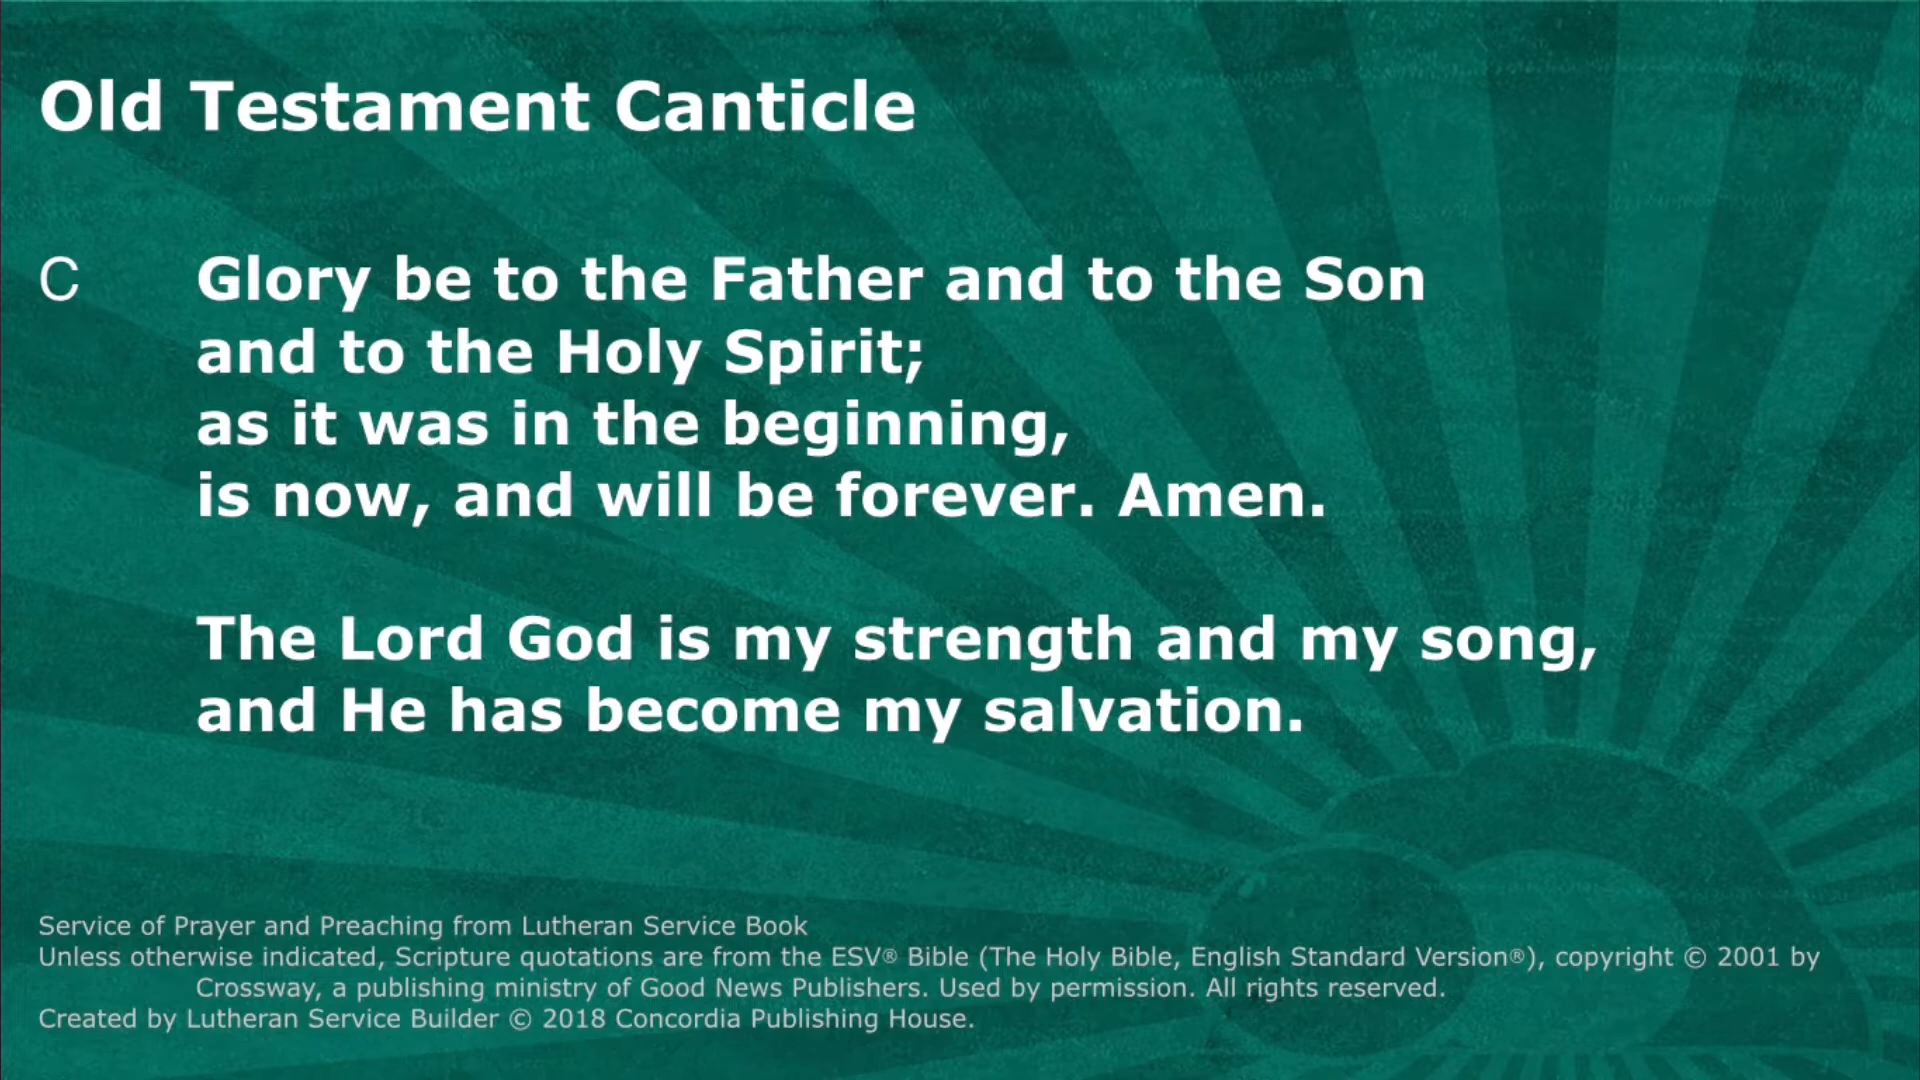 Old Testament Canticle
C Glory be to the Father and to the Son
and to the Holy Spirit;
as it was in the beginning,
is now, and will be forever. Amen.
The Lord God is my strength and my song,
and He has become my salvation.
Service of Prayer and Preaching from Lutheran Service Book
Unless otherwise indicated, Scripture quotations are from the ESV® Bible (The Holy Bible, English Standard Version®), copyright © 2001 by
Crossway, a publishing ministry of Good News Publishers. Used by permission. All rights reserved.
Created by Lutheran Service Builder © 2018 Concordia Publishing House.